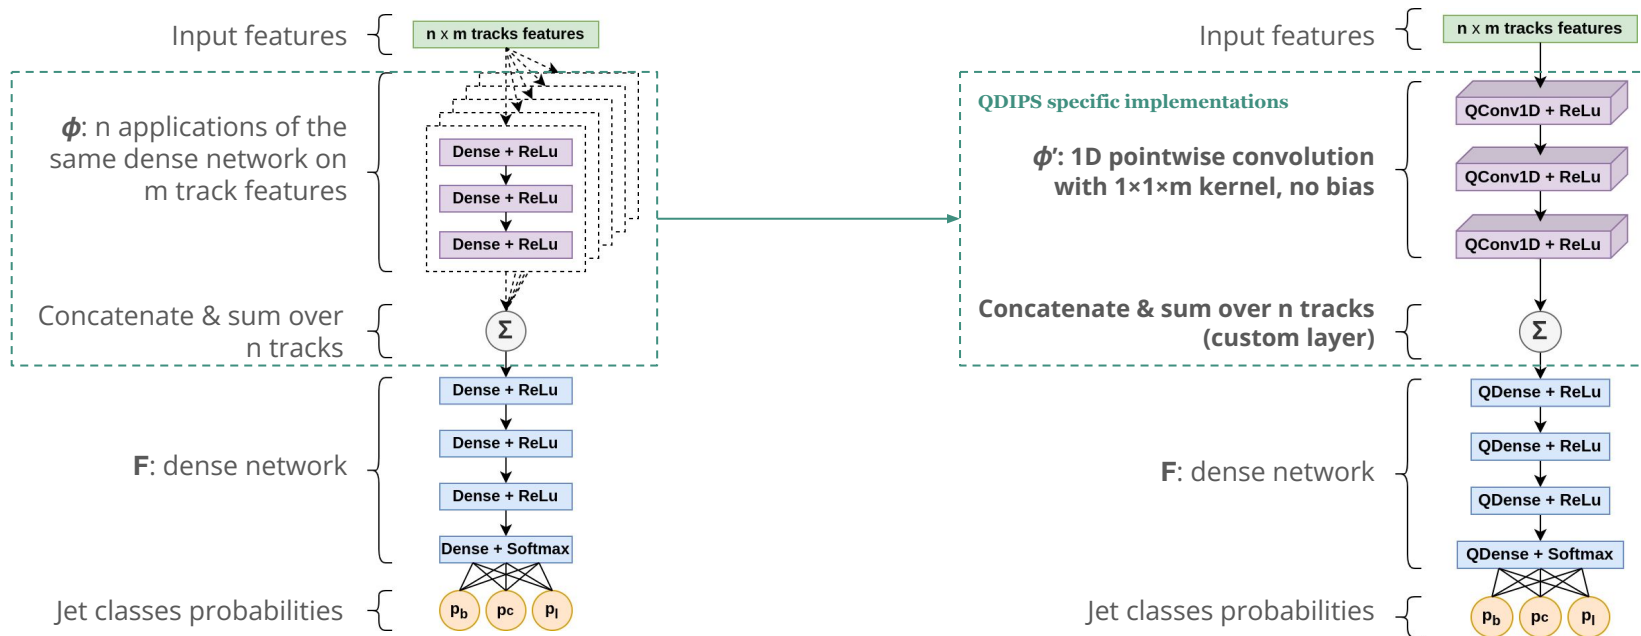 Input features
n x m tracks features
ϕ: n applications of the
same dense network on
m track features
Dense + ReLu
Dense + ReLu
Dense + ReLu
Concatenate & sum over
n tracks
Σ
F: dense network
Dense + ReLu
Dense + ReLu
Dense + ReLu
Dense + Softmax
Jet classes probabilities
pb
pc
pl
Input features
n x m tracks features
QDIPS specific implementations
ϕ’: 1D pointwise convolution
with 1×1×m kernel, no bias
QConv1D + ReLu
QConv1D + ReLu
QConv1D + ReLu
Concatenate & sum over n tracks
(custom layer)
Σ
F: dense network
QDense + ReLu
QDense + ReLu
QDense + ReLu
QDense + Softmax
Jet classes probabilities
pb
pc
pl